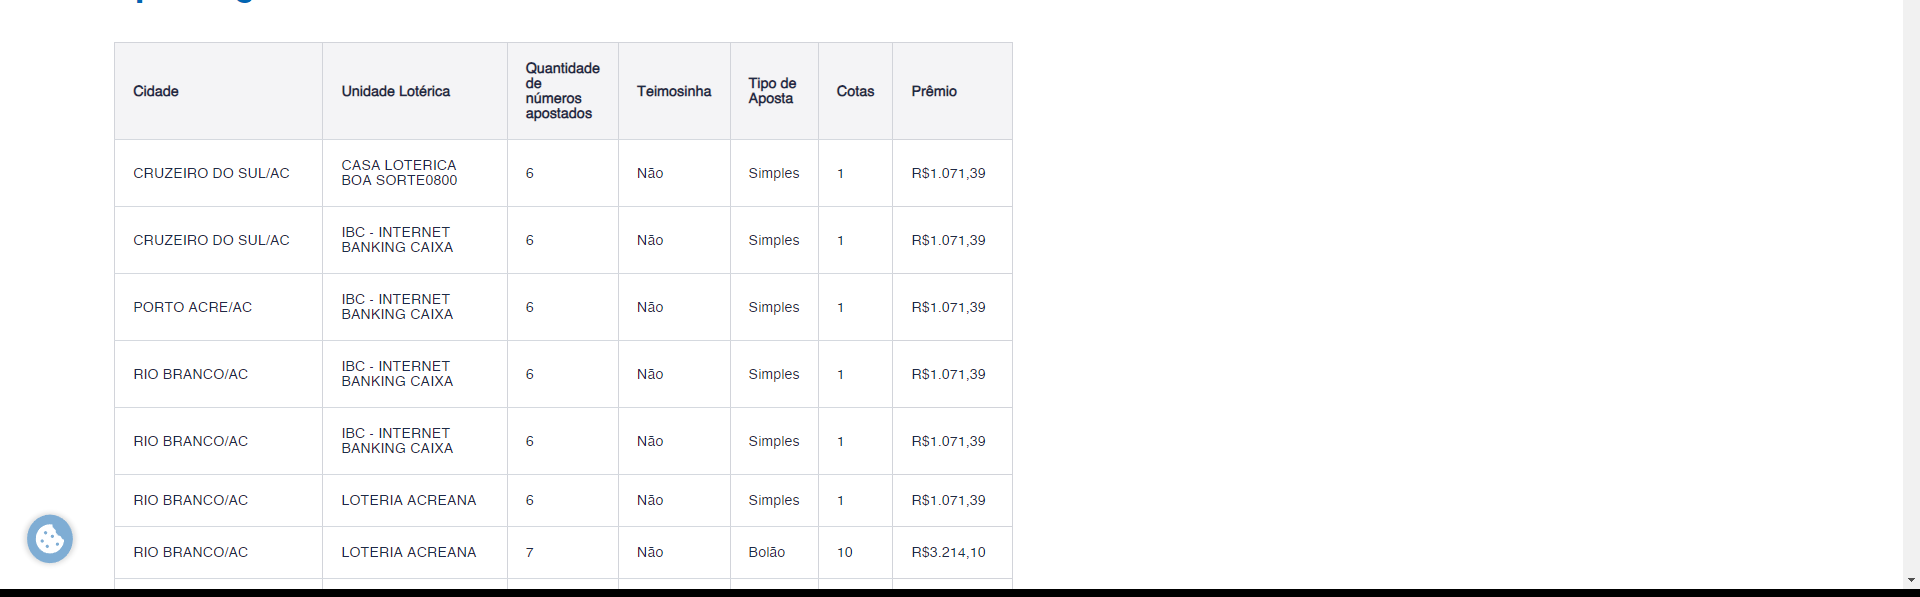 Cidade
Unidade Lotérica
Quantidade
de
números
apostados
Teimosinha
Tipo de
Aposta
Cotas
Prêmio
CRUZEIRO DO SUL/AC
CASA LOTERICA
BOA SORTE0800
6
Não
Simples
1
R$1.071,39
CRUZEIRO DO SUL/AC
IBC - INTERNET
BANKING CAIXA
6
Não
Simples
1
R$1.071,39
PORTO ACRE/AC
IBC - INTERNET
BANKING CAIXA
6
Não
Simples
1
R$1.071,39
RIO BRANCO/AC
IBC - INTERNET
BANKING CAIXA
6
Não
Simples
1
R$1.071,39
RIO BRANCO/AC
IBC - INTERNET
BANKING CAIXA
6
Não
Simples
1
R$1.071,39
RIO BRANCO/AC
LOTERIA ACREANA
6
Não
Simples
1
R$1.071,39
RIO BRANCO/AC
LOTERIA ACREANA
7
Não
Bolão
10
R$3.214,10